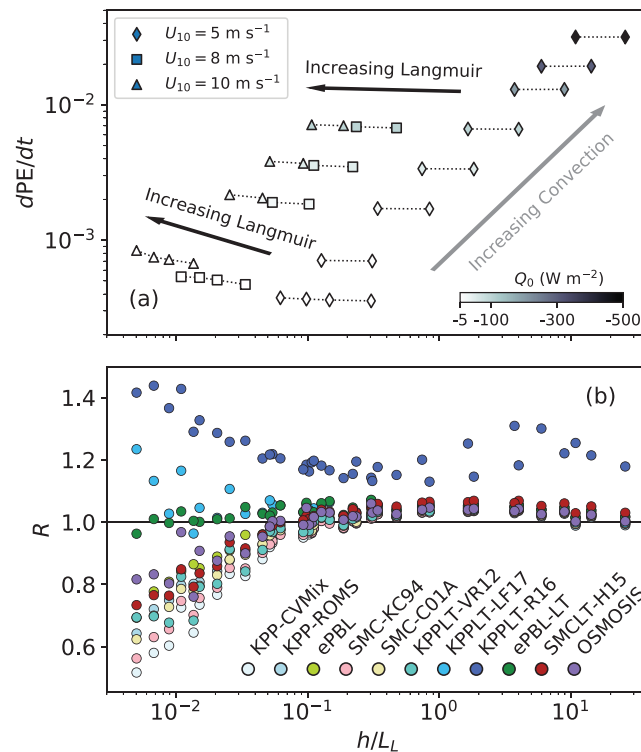 U₁₀ = 5 m s⁻¹
U₁₀ = 8 m s⁻¹
U₁₀ = 10 m s⁻¹
Increasing Langmuir
Increasing Langmuir
Increasing Convection
(a)
Q₀ (W m⁻²)
-5 -100 -300 -500
10⁻²
10⁻³
dPE/dt
(b)
1.4
1.2
1.0
0.8
0.6
R
KPP-CVMix
KPP-ROMS
ePBL
SMC-KC94
SMC-C01A
KPPLT-VR12
KPPLT-LF17
KPPLT-R16
ePBL-LT
SMCLT-H15
OSMOSIS
10⁻² 10⁻¹ 10⁰ 10¹
h/L_L